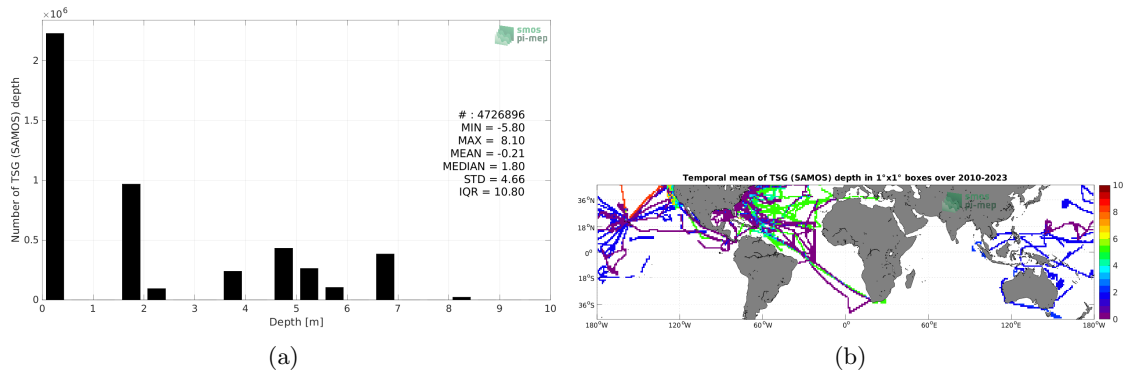 ×10⁶
smos
pi-mep
2
1.5
1
0.5
0
Number of TSG (SAMOS) depth
# : 4726896
MIN = -5.80
MAX = 8.10
MEAN = -0.21
MEDIAN = 1.80
STD = 4.66
IQR = 10.80
0 1 2 3 4 5 6 7 8 9 10
Depth [m]
(a)
Temporal mean of TSG (SAMOS) depth in 1°x1° boxes over 2010-2023
smos
pi-mep
36°N
18°N
0°
18°S
36°S
180°W 120°W 60°W 0° 60°E 120°E 180°W
10
8
6
4
2
0
(b)